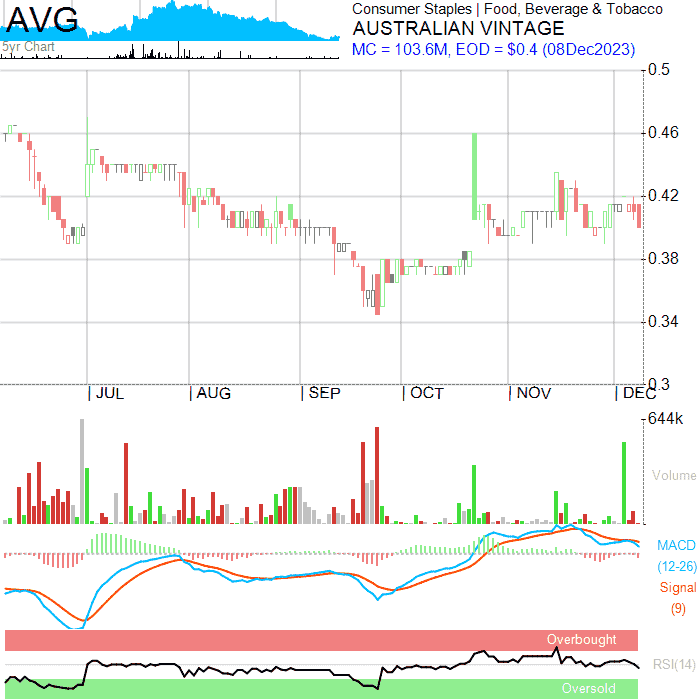 AVG
5yr Chart
Consumer Staples | Food, Beverage & Tobacco
AUSTRALIAN VINTAGE
MC = 103.6M, EOD = $0.4 (08Dec2023)
0.5
0.46
0.42
0.38
0.34
0.3
JUL AUG SEP OCT NOV DEC
644k
Volume
MACD
(12-26)
Signal
(9)
Overbought
RSI(14)
Oversold